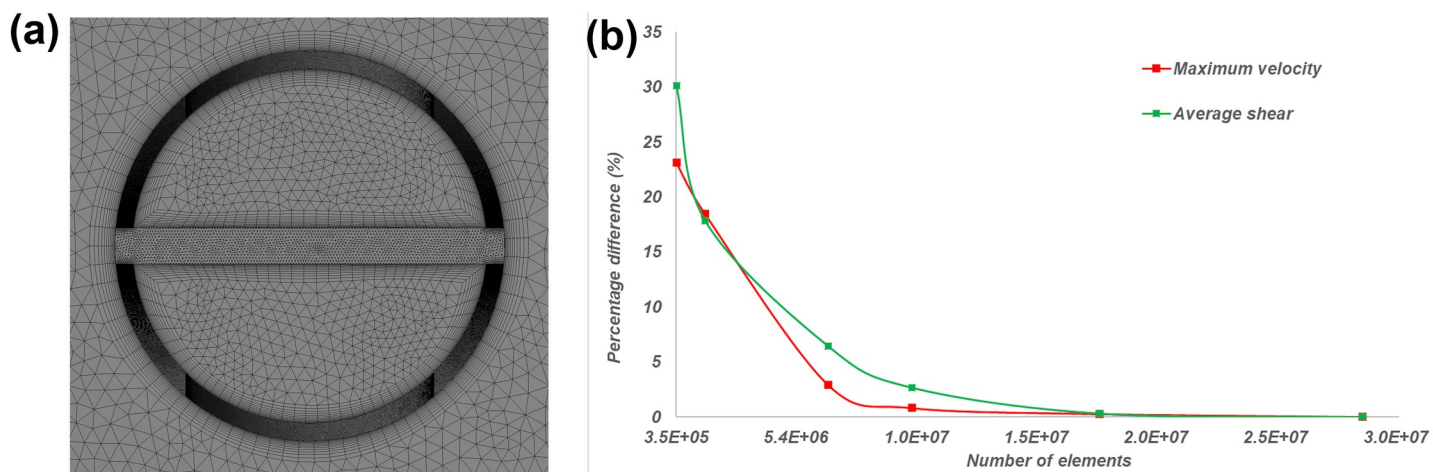 (a)
(b)
35
30
25
20
15
10
5
0
Percentage difference (%)
Maximum velocity
Average shear
3.5E+05 5.4E+06 1.0E+07 1.5E+07 2.0E+07 2.5E+07 3.0E+07
Number of elements